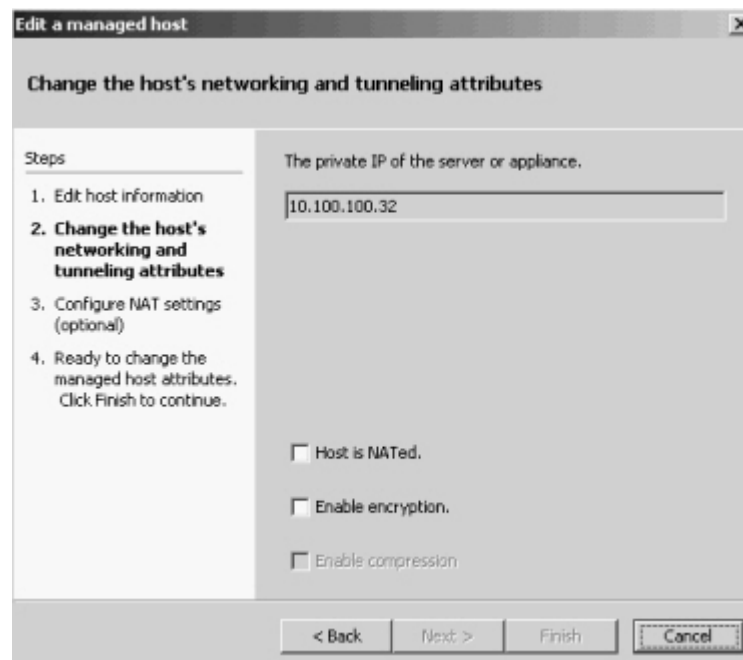 Edit a managed host
Change the host's networking and tunneling attributes
Steps
1. Edit host information
2. Change the host's
networking and
tunneling attributes
3. Configure NAT settings
(optional)
4. Ready to change the
managed host attributes.
Click Finish to continue.
The private IP of the server or appliance.
10.100.100.32
Host is NATed.
Enable encryption.
Enable compression
< Back
Next >
Finish
Cancel